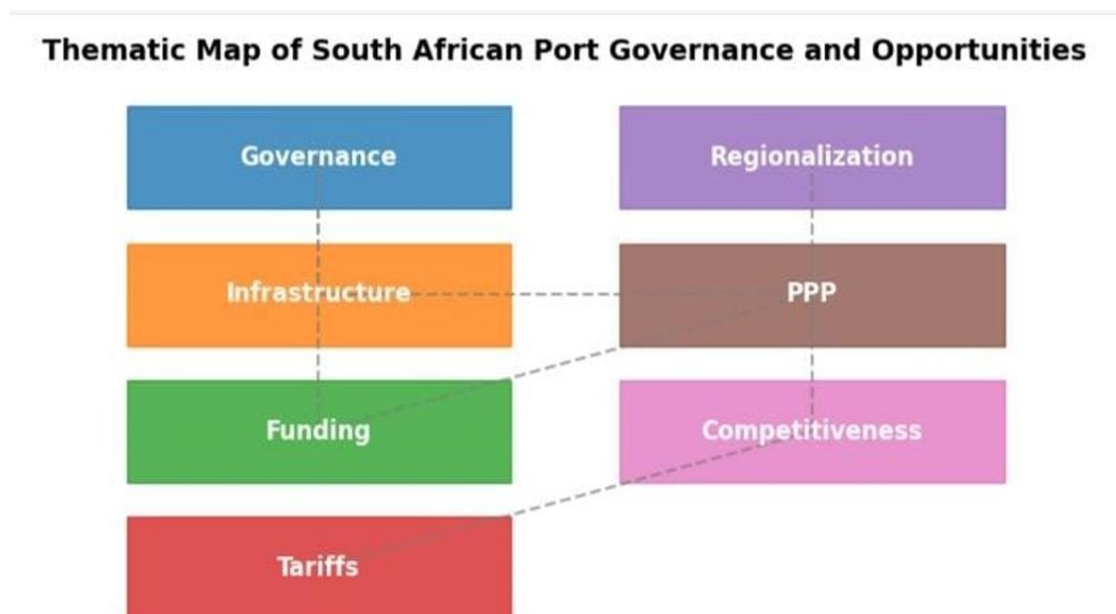 Thematic Map of South African Port Governance and Opportunities
Governance
Regionalization
Infrastructure
PPP
Funding
Competitiveness
Tariffs